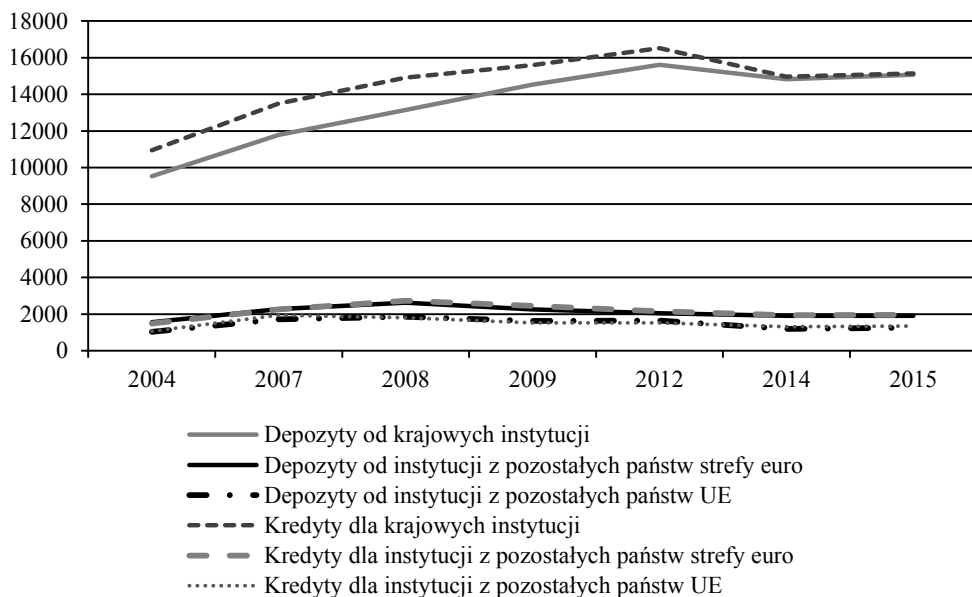 18000
16000
14000
12000
10000
8000
6000
4000
2000
0
2004 2007 2008 2009 2012 2014 2015
Depozyty od krajowych instytucji
Depozyty od instytucji z pozostałych państw strefy euro
Depozyty od instytucji z pozostałych państw UE
Kredyty dla krajowych instytucji
Kredyty dla instytucji z pozostałych państw strefy euro
Kredyty dla instytucji z pozostałych państw UE